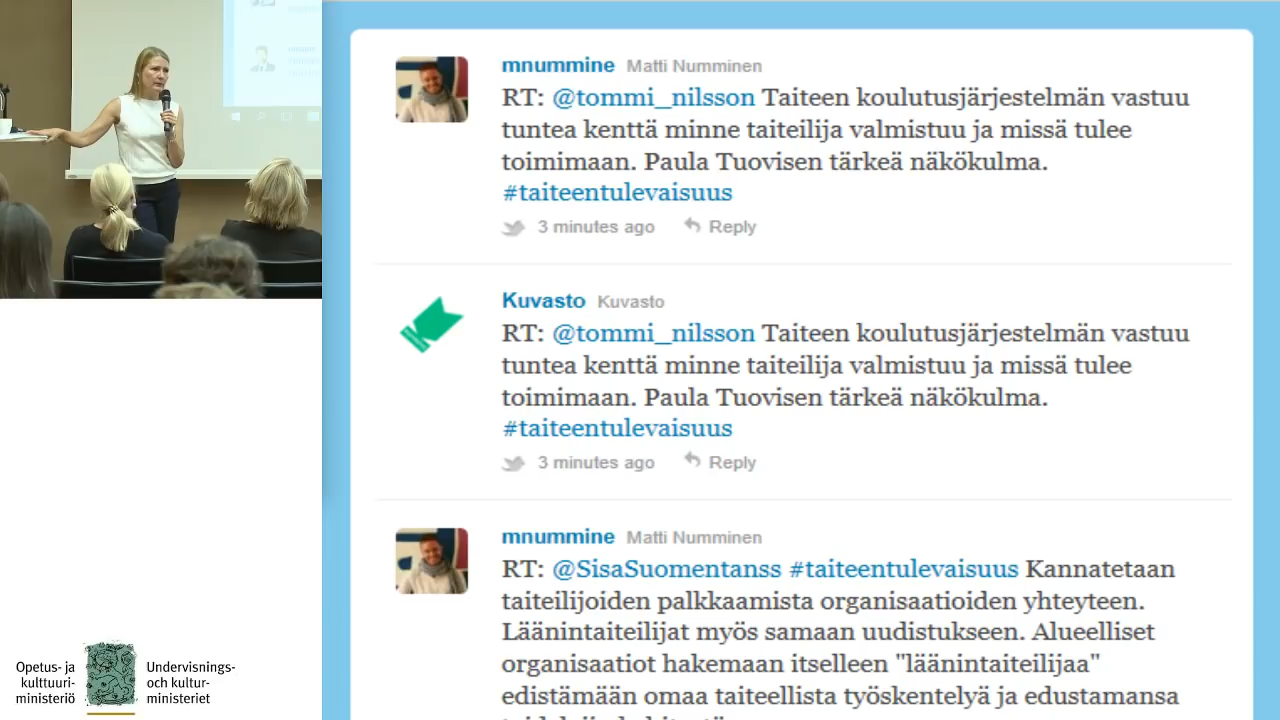 mnummine Matti Numminen
RT: @tommi_nilsson Taiteen koulutusjärjestelmän vastuu
tuntea kenttä minne taiteilija valmistuu ja missä tulee
toimimaan. Paula Tuovisen tärkeä näkökulma.
#taiteentulevaisuus
3 minutes ago Reply
Kuvasto Kuvasto
RT: @tommi_nilsson Taiteen koulutusjärjestelmän vastuu
tuntea kenttä minne taiteilija valmistuu ja missä tulee
toimimaan. Paula Tuovisen tärkeä näkökulma.
#taiteentulevaisuus
3 minutes ago Reply
mnummine Matti Numminen
RT: @SisaSuomentanss #taiteentulevaisuus Kannatetaan
taiteilijoiden palkkaamista organisaatioiden yhteyteen.
Läänintaiteilijat myös samaan uudistukseen. Alueelliset
organisaatiot hakemaan itselleen "läänintaiteilijaa"
edistämään omaa taiteellista työskentelyä ja edustamansa
Opetus- ja
kulttuuri-
ministeriö
Undervisnings-
och kultur-
ministeriet